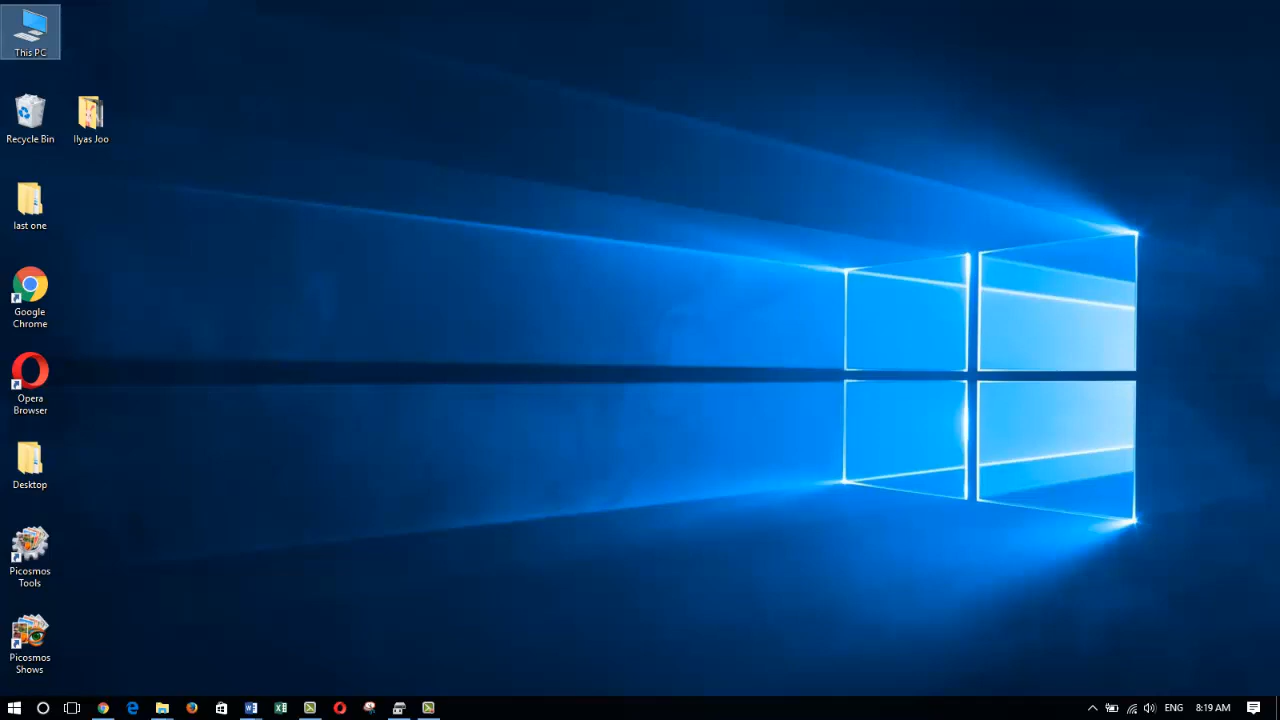 This PC
Recycle Bin
Ilyas Joo
last one
Google
Chrome
Opera
Browser
Desktop
Picosmos
Tools
Picosmos
Shows
ENG
8:19 AM